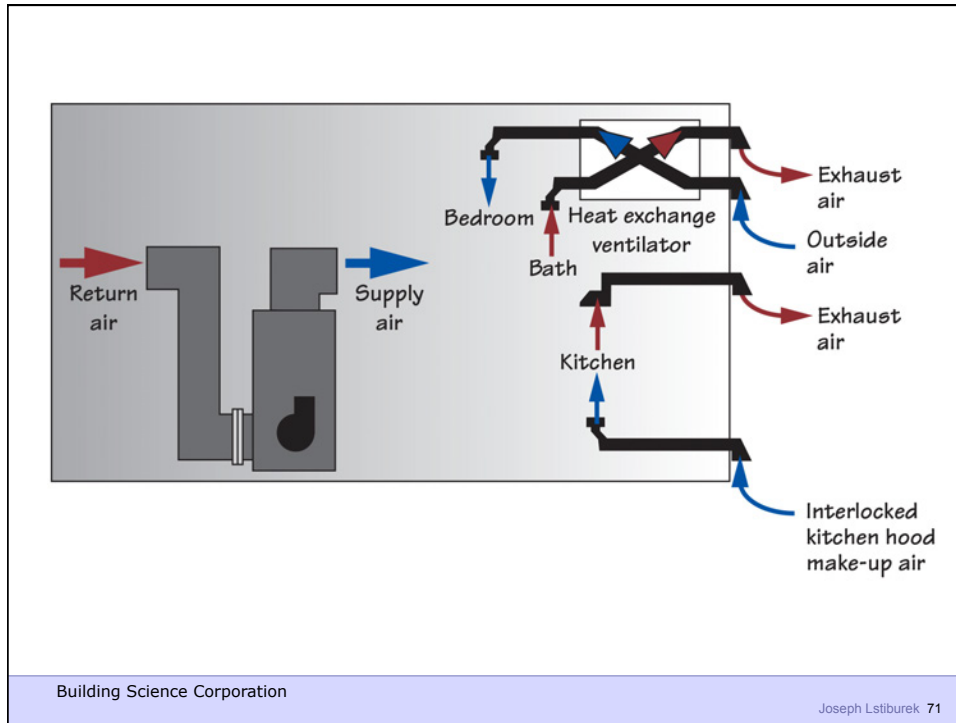 Bedroom
Heat exchange
ventilator
Bath
Exhaust
air
Outside
air
Return
air
Supply
air
Exhaust
air
Kitchen
Interlocked
kitchen hood
make-up air
Building Science Corporation
Joseph Lstiburek 71